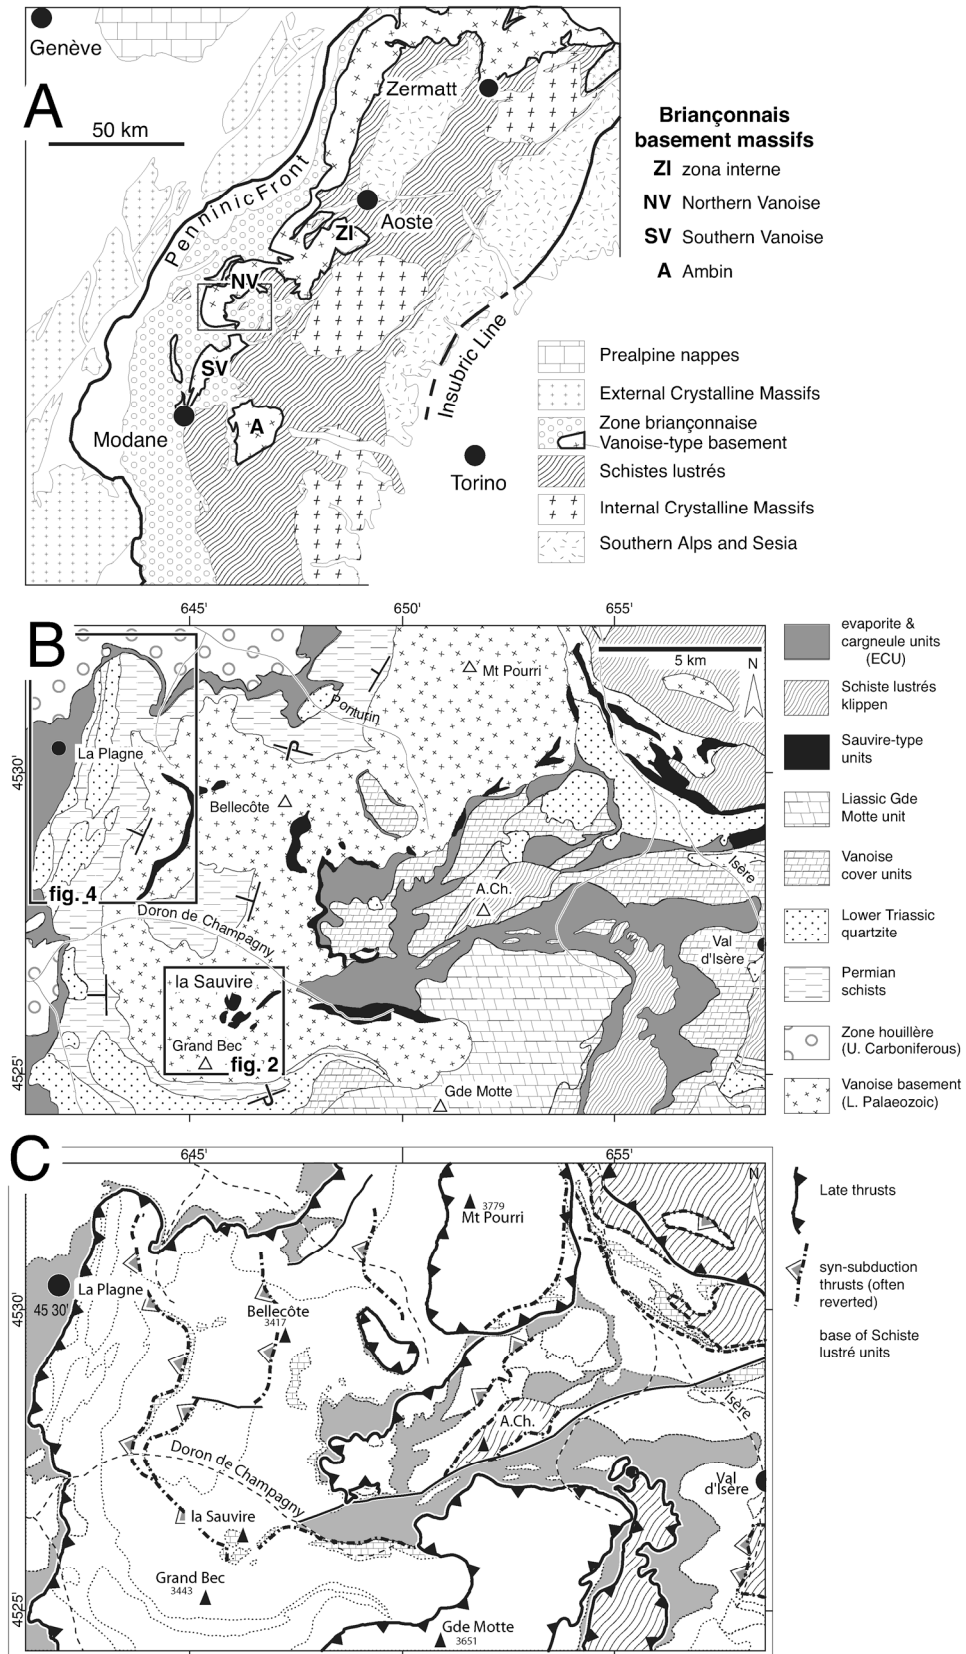 A
Genève
50 km
Penninic Front
Zermatt
Aoste
ZI
NV
SV
A
Modane
Insubric Line
Torino
Briançonnais
basement massifs
ZI zona interne
NV Northern Vanoise
SV Southern Vanoise
A Ambin
Prealpine nappes
External Crystalline Massifs
Zone briançonnaise
Vanoise-type basement
Schistes lustrés
Internal Crystalline Massifs
Southern Alps and Sesia
B
645'
650'
655'
4530'
4525'
5 km
N
Mt Pourri
Ponturin
La Plagne
Bellecôte
fig. 4
Doron de Champagny
A.Ch.
Isère
Val
d'Isère
la Sauvire
Grand Bec
fig. 2
Gde Motte
evaporite &
cargneule units
(ECU)
Schiste lustrés
klippen
Sauvire-type
units
Liassic Gde
Motte unit
Vanoise
cover units
Lower Triassic
quartzite
Permian
schists
Zone houillère
(U. Carboniferous)
Vanoise basement
(L. Palaeozoic)
C
645'
655'
4530'
4525'
N
3779
Mt Pourri
La Plagne
45 30'
Bellecôte
3417
A.Ch.
Isère
Doron de Champagny
Val
d'Isère
la Sauvire
Grand Bec
3443
Gde Motte
3651
Late thrusts
syn-subduction
thrusts (often
reverted)
base of Schiste
lustré units